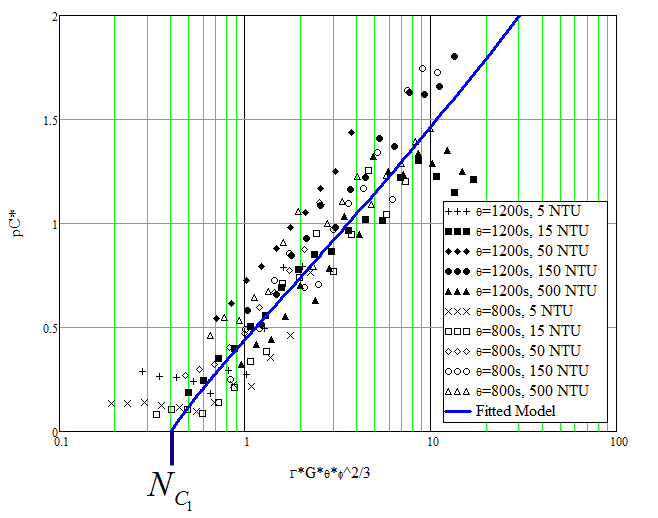 2
1.5
1
0.5
0
pC*
0.1
1
10
100
Γ*G*θ*ϕ^2/3
N_{C_1}
θ=1200s, 5 NTU
θ=1200s, 15 NTU
θ=1200s, 50 NTU
θ=1200s, 150 NTU
θ=1200s, 500 NTU
θ=800s, 5 NTU
θ=800s, 15 NTU
θ=800s, 50 NTU
θ=800s, 150 NTU
θ=800s, 500 NTU
Fitted Model